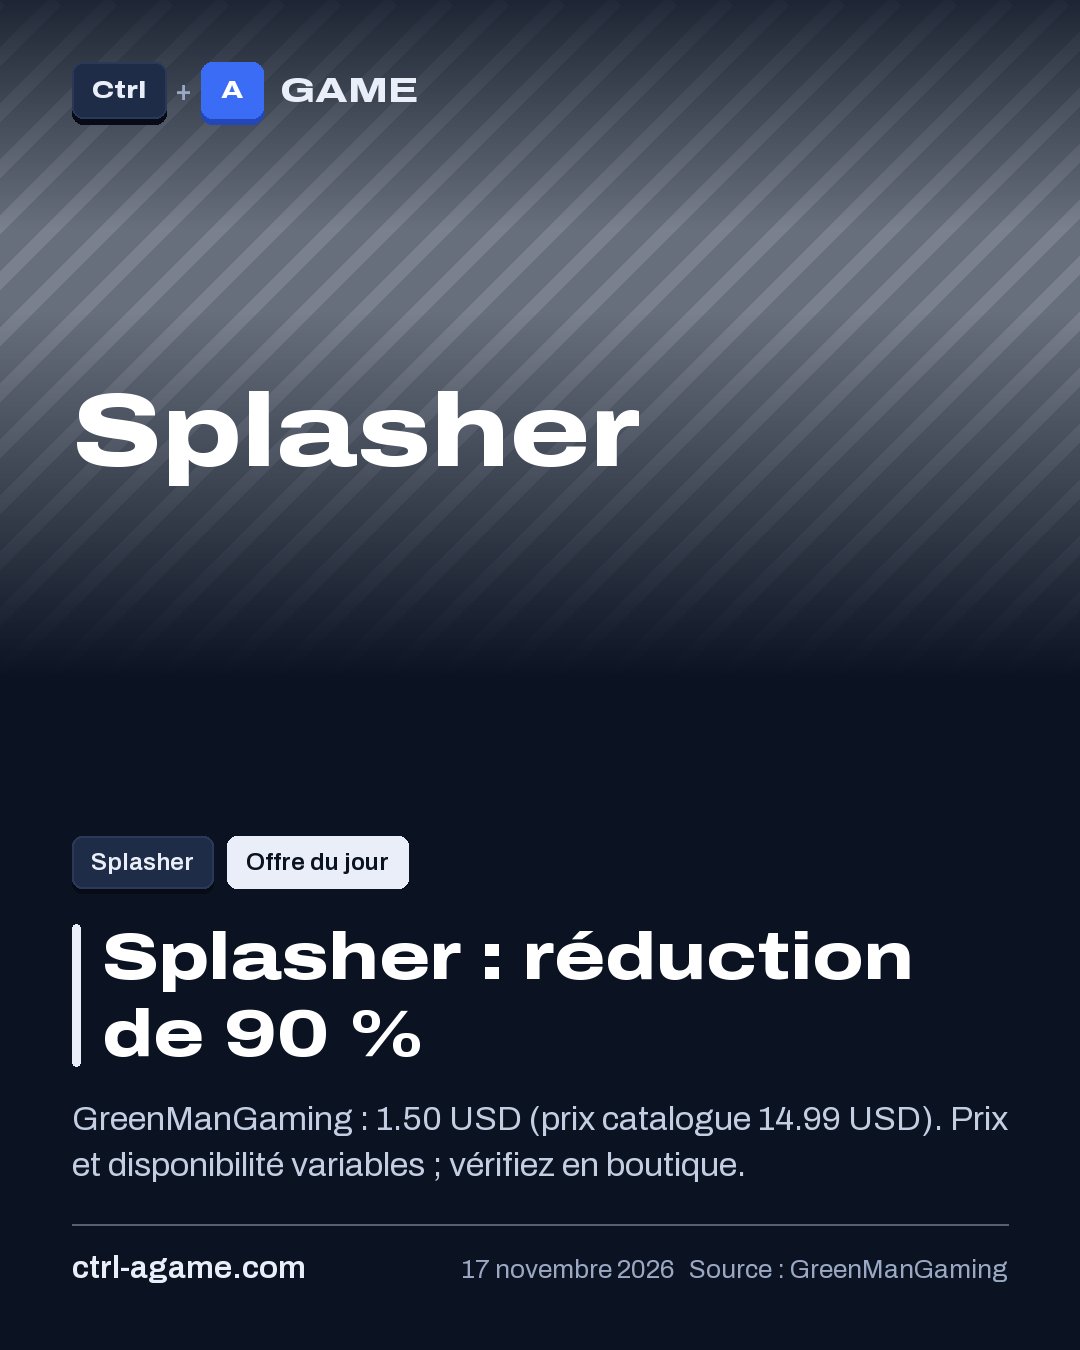 Ctrl + A GAME
Splasher
Splasher Offre du jour
Splasher : réduction
de 90 %
GreenManGaming : 1.50 USD (prix catalogue 14.99 USD). Prix
et disponibilité variables ; vérifiez en boutique.
ctrl-agame.com 17 novembre 2026 Source : GreenManGaming